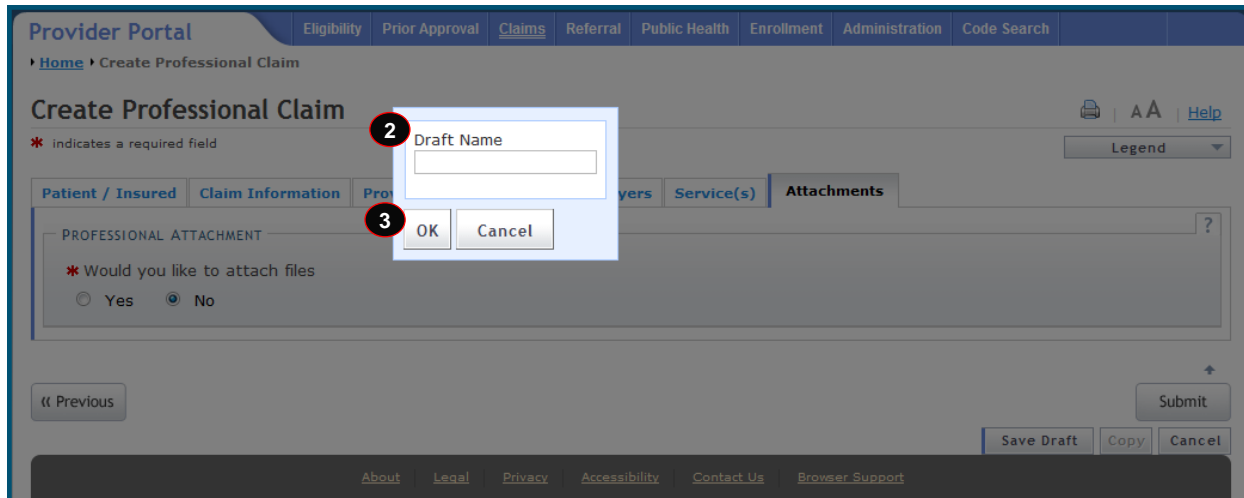 Provider Portal Eligibility Prior Approval Claims Referral Public Health Enrollment Administration Code Search
Home Create Professional Claim
Create Professional Claim A A Help
* indicates a required field Legend
2 Draft Name
Patient / Insured Claim Information Pro yers Service(s) Attachments
3 OK Cancel
PROFESSIONAL ATTACHMENT ?
* Would you like to attach files
Yes No
« Previous Submit
Save Draft Copy Cancel
About Legal Privacy Accessibility Contact Us Browser Support